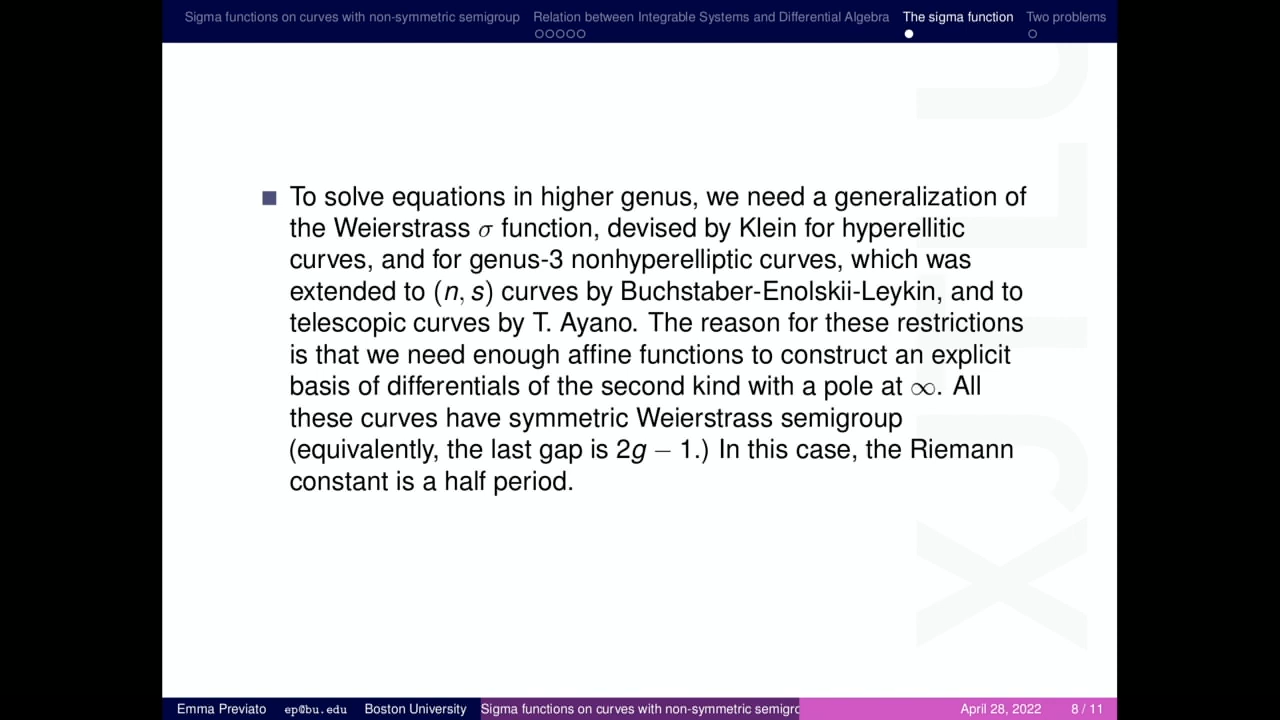 Sigma functions on curves with non-symmetric semigroup Relation between Integrable Systems and Differential Algebra The sigma function Two problems
■ To solve equations in higher genus, we need a generalization of
the Weierstrass σ function, devised by Klein for hyperellitic
curves, and for genus-3 nonhyperelliptic curves, which was
extended to (n, s) curves by Buchstaber-Enolskii-Leykin, and to
telescopic curves by T. Ayano. The reason for these restrictions
is that we need enough affine functions to construct an explicit
basis of differentials of the second kind with a pole at ∞. All
these curves have symmetric Weierstrass semigroup
(equivalently, the last gap is 2g − 1.) In this case, the Riemann
constant is a half period.
XJTLU
Emma Previato ep@bu.edu Boston University Sigma functions on curves with non-symmetric semigro April 28, 2022 8 / 11